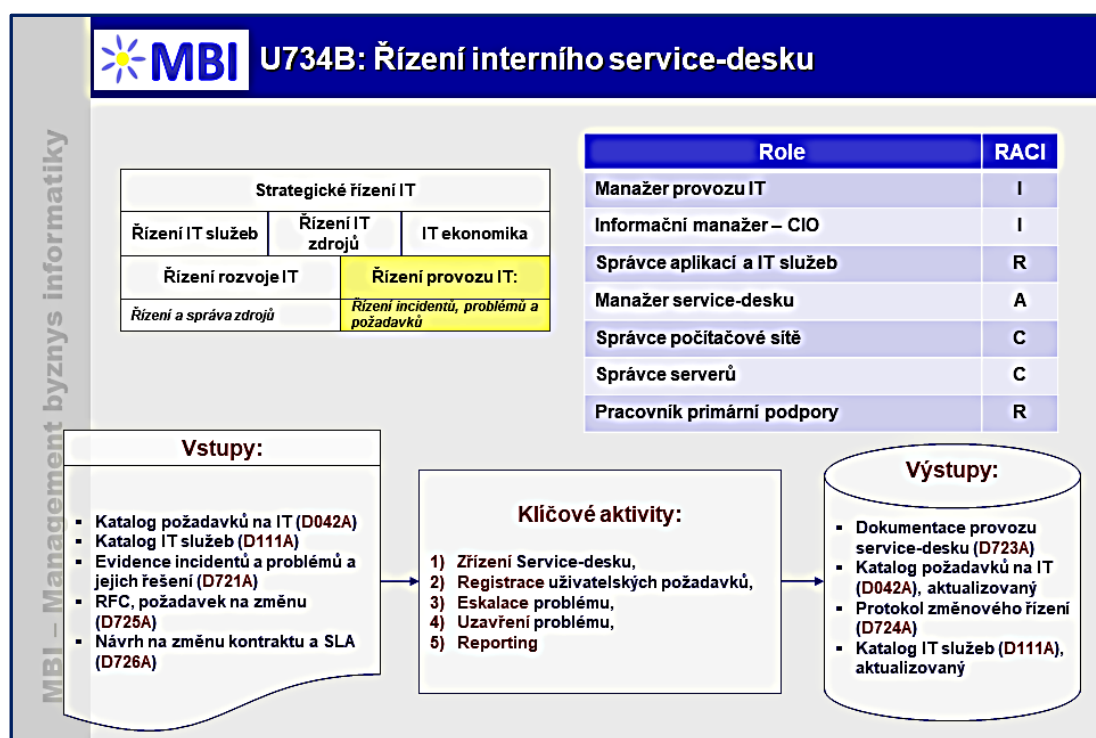 MBI
U734B: Řízení interního service-desku
MBI – Management byznys informatiky
Strategické řízení IT
Řízení IT služeb
Řízení IT
zdrojů
IT ekonomika
Řízení rozvoje IT
Řízení provozu IT:
Řízení a správa zdrojů
Řízení incidentů, problémů a
požadavků
Role RACI
Manažer provozu IT I
Informační manažer – CIO I
Správce aplikací a IT služeb R
Manažer service-desku A
Správce počítačové sítě C
Správce serverů C
Pracovník primární podpory R
Vstupy:
▪ Katalog požadavků na IT (D042A)
▪ Katalog IT služeb (D111A)
▪ Evidence incidentů a problémů a
jejich řešení (D721A)
▪ RFC, požadavek na změnu
(D725A)
▪ Návrh na změnu kontraktu a SLA
(D726A)
Klíčové aktivity:
1) Zřízení Service-desku,
2) Registrace uživatelských požadavků,
3) Eskalace problému,
4) Uzavření problému,
5) Reporting
Výstupy:
▪ Dokumentace provozu
service-desku (D723A)
▪ Katalog požadavků na IT
(D042A), aktualizovaný
▪ Protokol změnového řízení
(D724A)
▪ Katalog IT služeb (D111A),
aktualizovaný